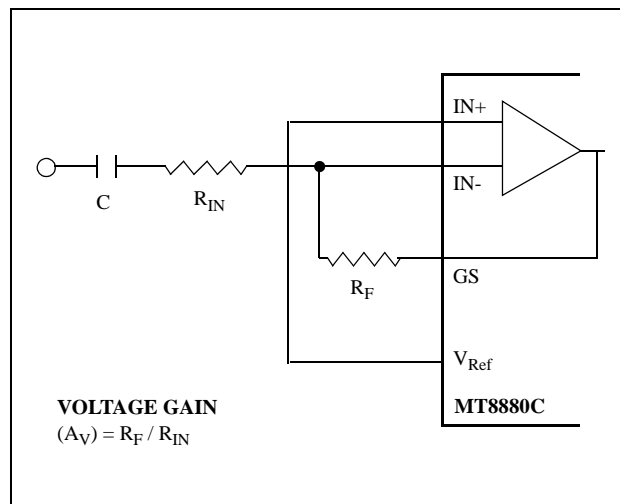 IN+
IN-
C
R_IN
R_F
GS
V_Ref
VOLTAGE GAIN
MT8880C
(A_V) = R_F / R_IN